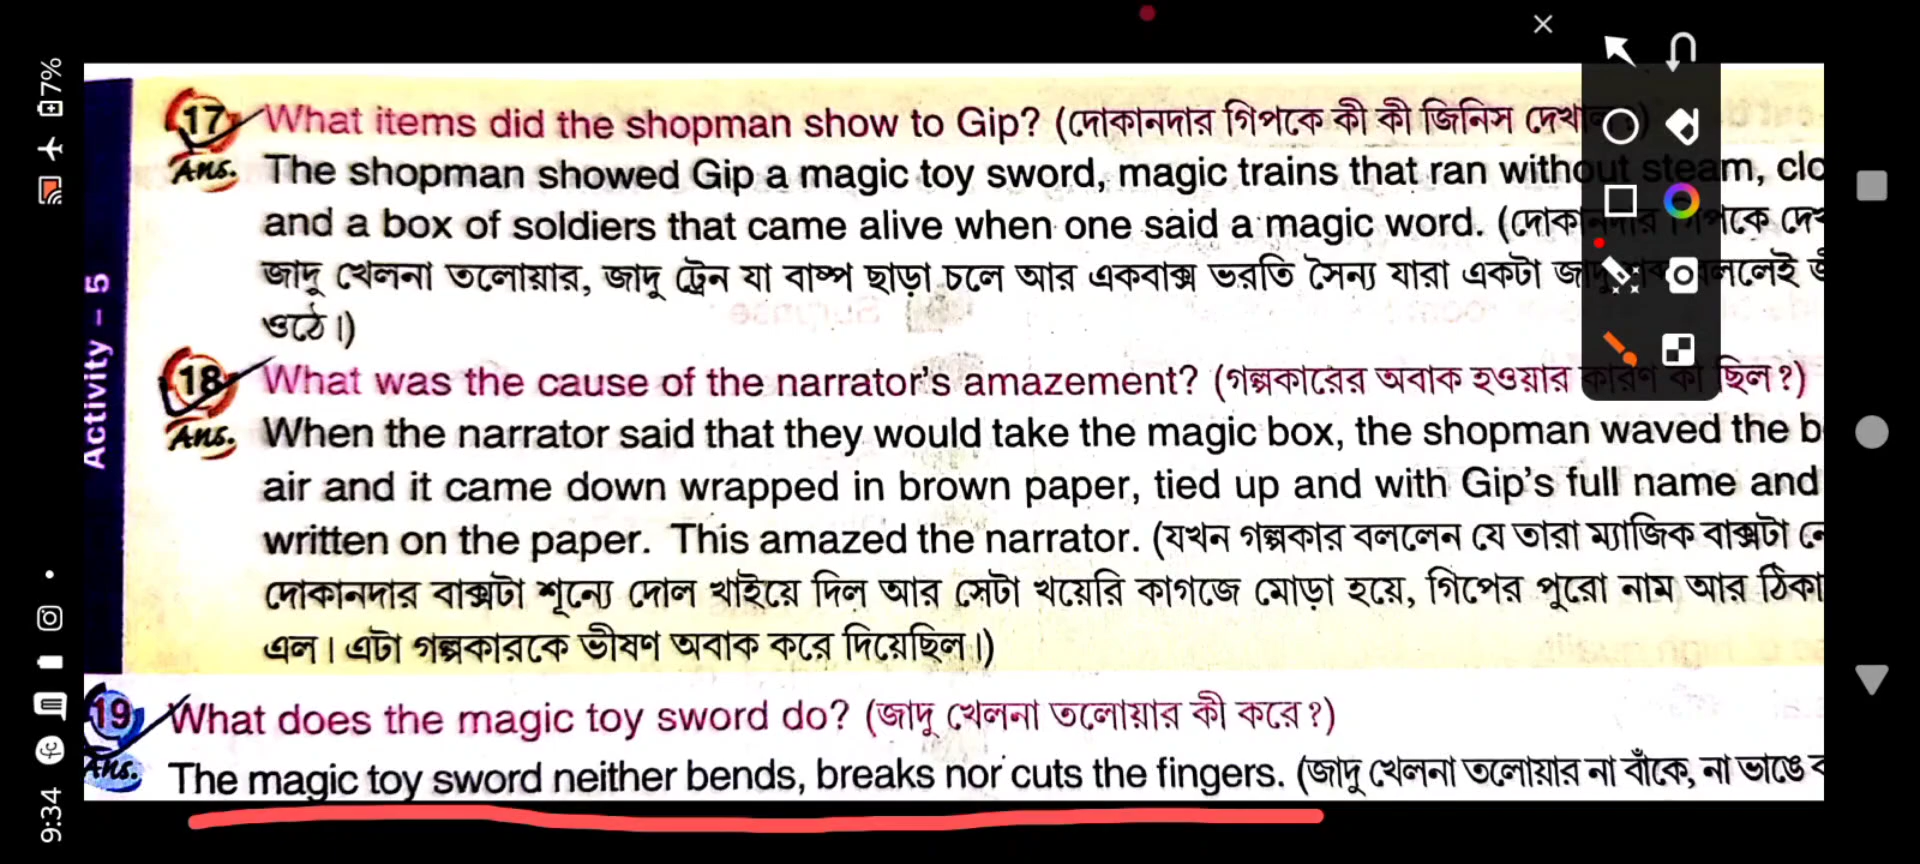 17. What items did the shopman show to Gip? (দোকানদার গিপকে কী কী জিনিস
Ans. The shopman showed Gip a magic toy sword, magic trains that ran without steam,
and a box of soldiers that came alive when one said a magic word. (দোকানদার গিপকে
জাদু খেলনা তলোয়ার, জাদু ট্রেন যা বাষ্প ছাড়া চলে আর একবাক্স ভরতি সৈন্য যারা একটা
ওঠে।)
18. What was the cause of the narrator's amazement? (গল্পকারের অবাক হওয়ার কারণ কী ছিল?)
Ans. When the narrator said that they would take the magic box, the shopman waved the
air and it came down wrapped in brown paper, tied up and with Gip's full name and
written on the paper. This amazed the narrator. (যখন গল্পকার বললেন যে তারা ম্যাজিক বাক্সটা
দোকানদার বাক্সটা শূন্যে দোল খাইয়ে দিল আর সেটা খয়েরি কাগজে মোড়া হয়ে, গিপের পুরো নাম আর
এল। এটা গল্পকারকে ভীষণ অবাক করে দিয়েছিল।)
19. What does the magic toy sword do? (জাদু খেলনা তলোয়ার কী করে?)
Ans. The magic toy sword neither bends, breaks nor cuts the fingers. (জাদু খেলনা তলোয়ার না বাঁকে, না ভাঙে
Activity – 5
7%
9:34